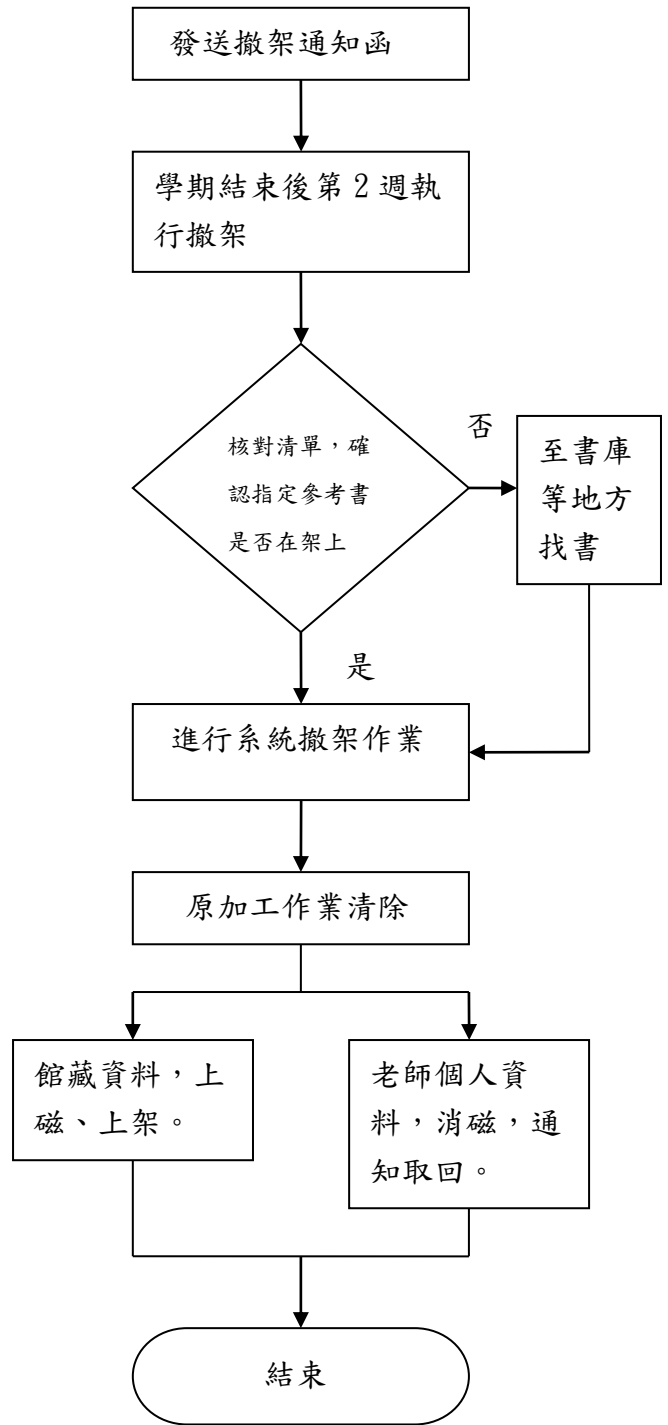 發送撤架通知函
學期結束後第 2 週執
行撤架
核對清單，確
認指定參考書
是否在架上
否
至書庫
等地方
找書
是
進行系統撤架作業
原加工作業清除
館藏資料，上
磁、上架。
老師個人資
料，消磁，通
知取回。
結束